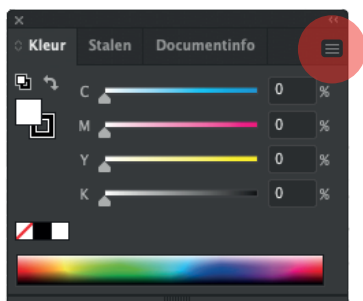 Kleur Stalen Documentinfo
C 0 %
M 0 %
Y 0 %
K 0 %